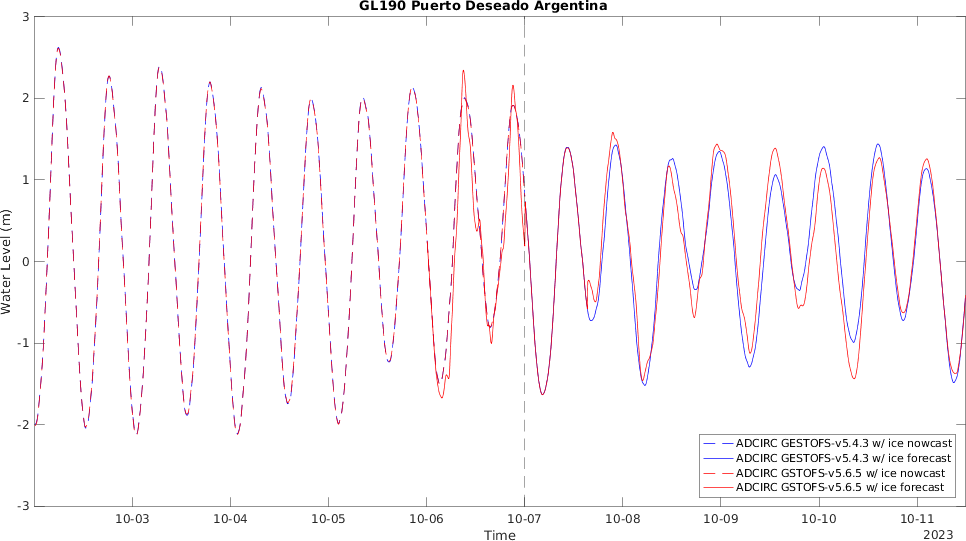 GL190 Puerto Deseado Argentina
3
2
1
0
-1
-2
-3
Water Level (m)
10-03
10-04
10-05
10-06
10-07
10-08
10-09
10-10
10-11
Time
2023
ADCIRC GESTOFS-v5.4.3 w/ ice nowcast
ADCIRC GESTOFS-v5.4.3 w/ ice forecast
ADCIRC GSTOFS-v5.6.5 w/ ice nowcast
ADCIRC GSTOFS-v5.6.5 w/ ice forecast